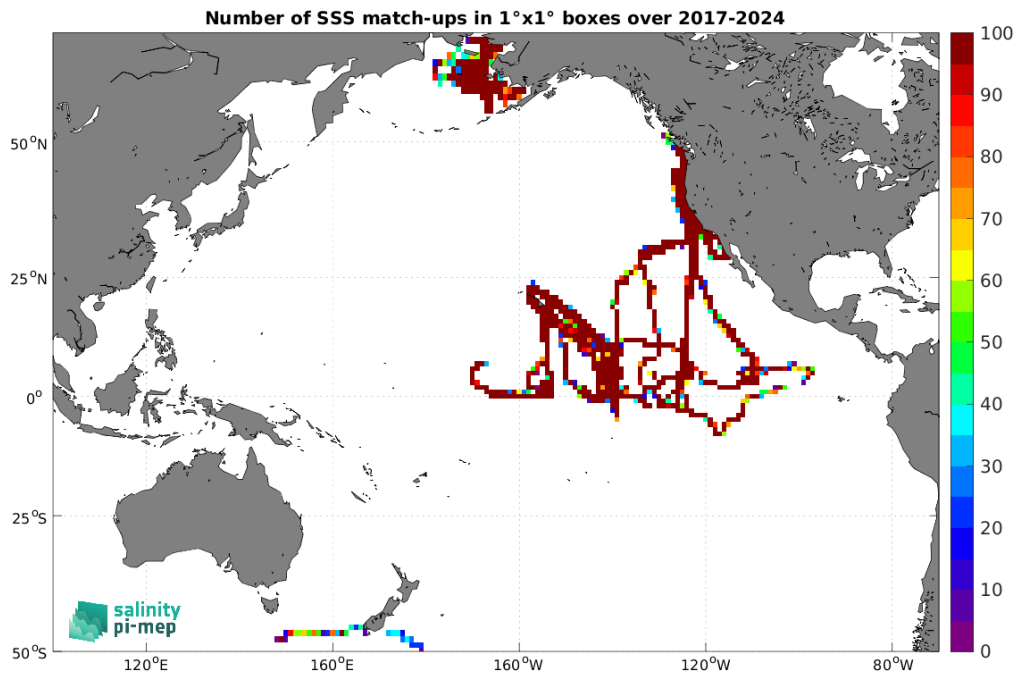 Number of SSS match-ups in 1°x1° boxes over 2017-2024
50°N
25°N
0°
25°S
50°S
120°E
160°E
160°W
120°W
80°W
100
90
80
70
60
50
40
30
20
10
0
salinity
pi-mep